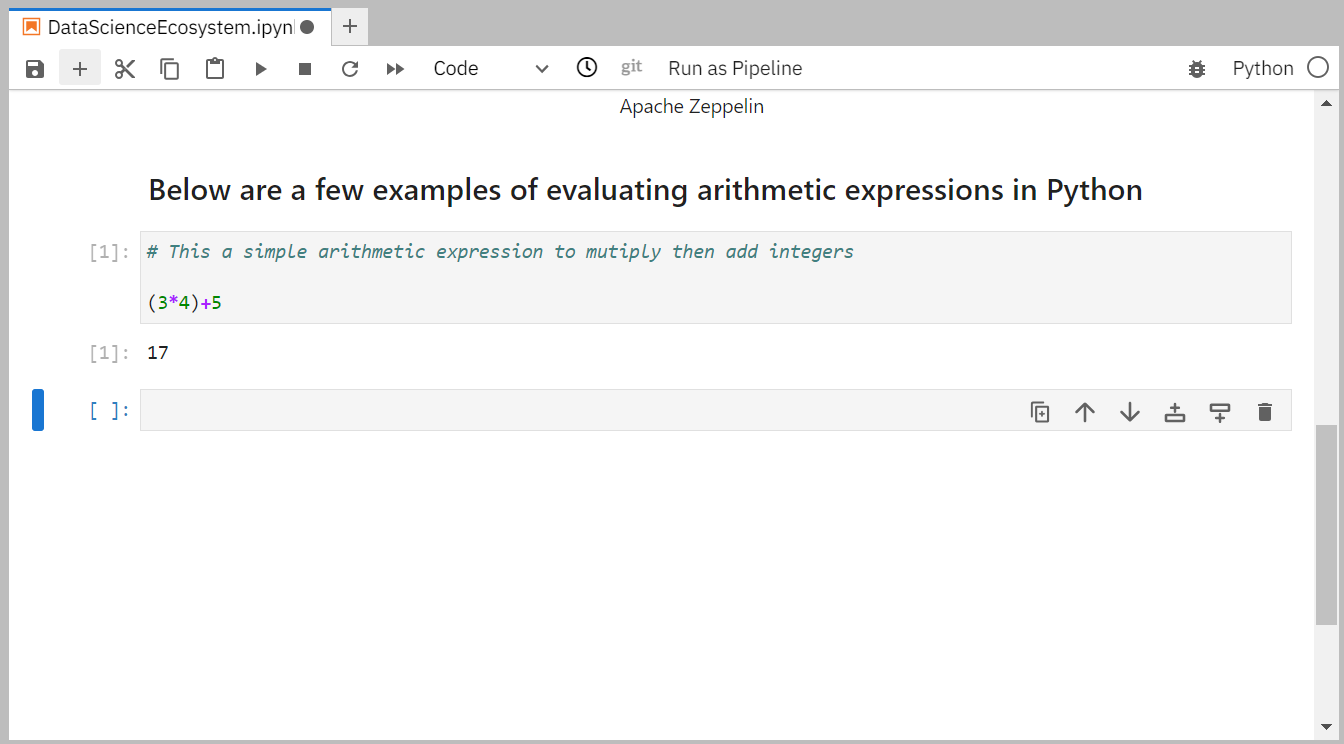 DataScienceEcosystem.ipyn
Code
git
Run as Pipeline
Python
Apache Zeppelin
Below are a few examples of evaluating arithmetic expressions in Python
[1]: # This a simple arithmetic expression to mutiply then add integers
(3*4)+5
[1]: 17
[ ]: